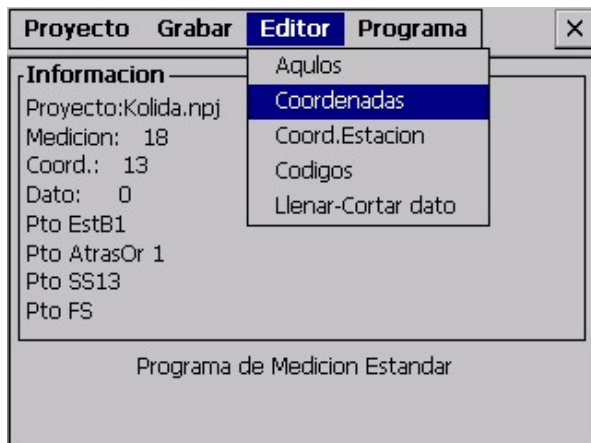 Proyecto Grabar Editor Programa ×
Aqulos
Coordenadas
Coord.Estacion
Codigos
Llenar-Cortar dato
Informacion
Proyecto:Kolida.npj
Medicion: 18
Coord.: 13
Dato: 0
Pto EstB1
Pto AtrasOr 1
Pto SS13
Pto FS
Programa de Medicion Estandar